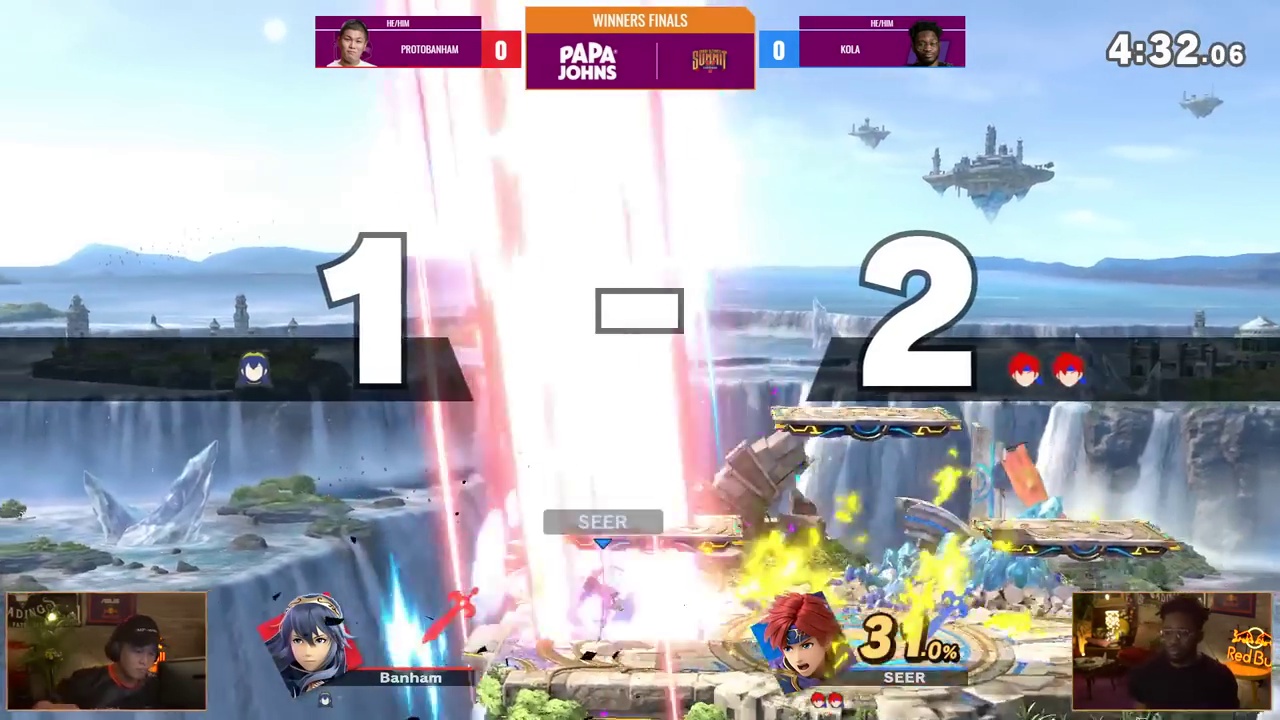 HE/HIM
PROTOBANHAM
0
WINNERS FINALS
PAPA JOHNS
SUMMIT
0
HE/HIM
KOLA
4:32.06
1 - 2
SEER
Banham
31.0%
SEER
Red Bu